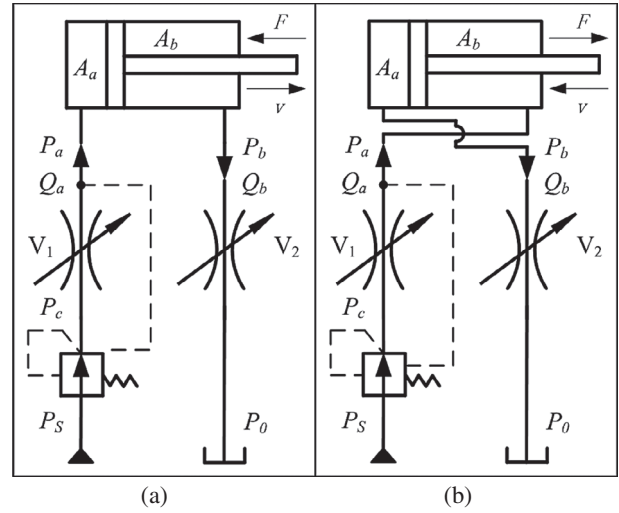 F
A_b
A_a
v
P_a
P_b
Q_a
Q_b
V_1
V_2
P_c
P_S
P_0
(a)
F
A_b
A_a
v
P_a
P_b
Q_a
Q_b
V_1
V_2
P_c
P_S
P_0
(b)